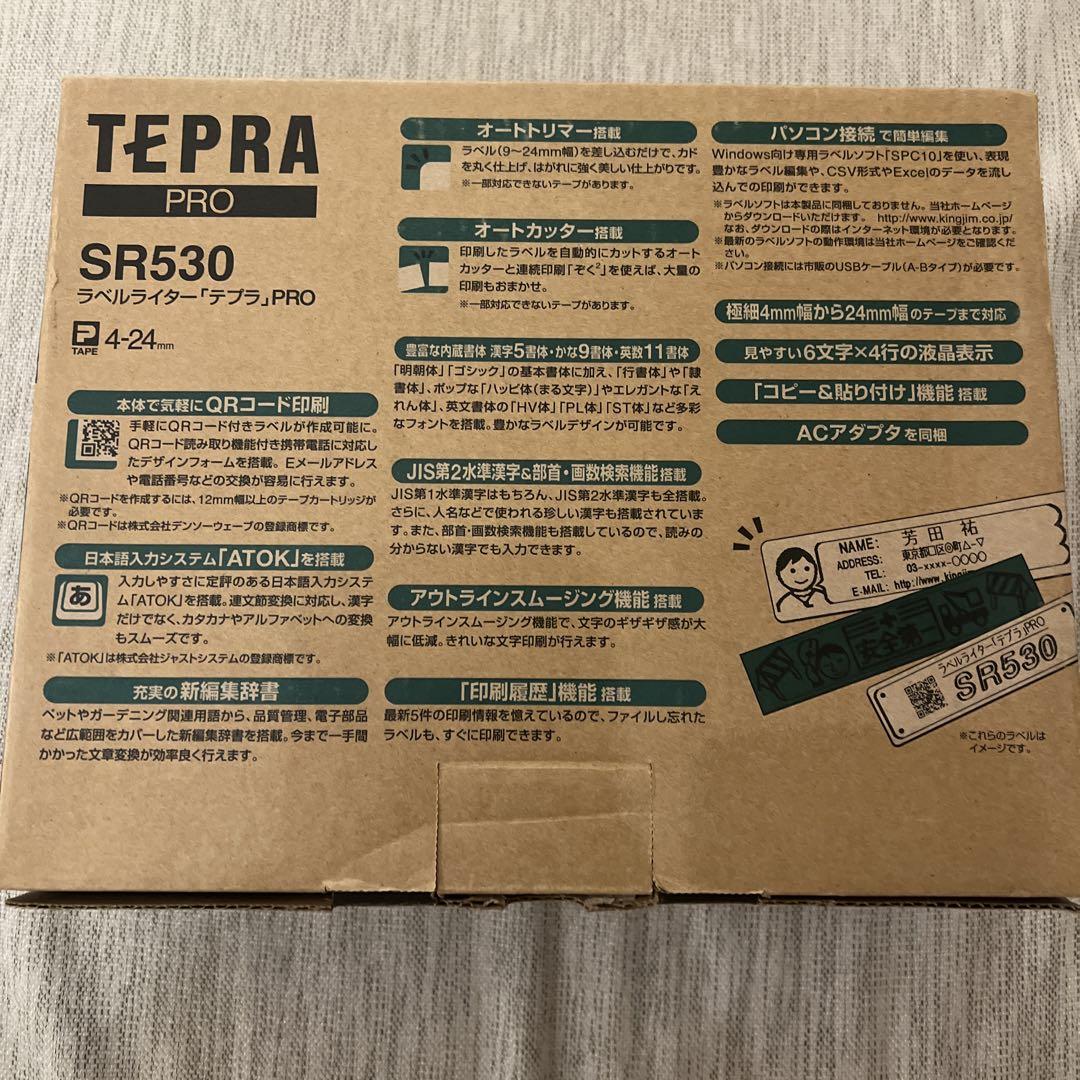 TEPRA
PRO
SR530
ラベルライター「テプラ」PRO
TAPE
4-24mm
本体で気軽にQRコード印刷
手軽にQRコード付きラベルが作成可能に。
QRコード読み取り機能付き携帯電話に対応し
たデザインフォームを搭載。Eメールアドレス
や電話番号などの交換が容易に行えます。
※QRコードを作成するには、12mm幅以上のテープカートリッジが
必要です。
※QRコードは株式会社デンソーウェーブの登録商標です。
日本語入力システム「ATOK」を搭載
あ
入力しやすさに定評のある日本語入力システ
ム「ATOK」を搭載。連文節変換に対応し、漢字
だけでなく、カタカナやアルファベットへの変換
もスムーズです。
※「ATOK」は株式会社ジャストシステムの登録商標です。
充実の新編集辞書
ペットやガーデニング関連用語から、品質管理、電子部品
など広範囲をカバーした新編集辞書を搭載。今まで一手間
かかった文章変換が効率良く行えます。
オートトリマー搭載
ラベル(9〜24mm幅)を差し込むだけで、カド
を丸く仕上げ、はがれに強く美しい仕上がりです。
※一部対応できないテープがあります。
オートカッター搭載
印刷したラベルを自動的にカットするオート
カッターと連続印刷「ぞく²」を使えば、大量の
印刷もおまかせ。
※一部対応できないテープがあります。
豊富な内蔵書体 漢字5書体・かな9書体・英数11書体
「明朝体」「ゴシック」の基本書体に加え、「行書体」や「隷
書体」、ポップな「ハッピ体(まる文字)」やエレガントな「え
れん体」、英文書体の「HV体」「PL体」「ST体」など多彩
なフォントを搭載。豊かなラベルデザインが可能です。
JIS第2水準漢字&部首・画数検索機能搭載
JIS第1水準漢字はもちろん、JIS第2水準漢字も全搭載。
さらに、人名などで使われる珍しい漢字も搭載されていま
す。また、部首・画数検索機能も搭載しているので、読みの
分からない漢字でも入力できます。
アウトラインスムージング機能 搭載
アウトラインスムージング機能で、文字のギザギザ感が大
幅に低減。きれいな文字印刷が行えます。
「印刷履歴」機能 搭載
最新5件の印刷情報を憶えているので、ファイルし忘れた
ラベルも、すぐに印刷できます。
パソコン接続で簡単編集
Windows向け専用ラベルソフト「SPC10」を使い、表現
豊かなラベル編集や、CSV形式やExcelのデータを流し
込んでの印刷ができます。
※ラベルソフトは本製品に同梱しておりません。当社ホームページ
からダウンロードいただけます。 http://www.kingjim.co.jp/
なお、ダウンロードの際はインターネット環境が必要となります。
※最新のラベルソフトの動作環境は当社ホームページをご確認くだ
さい。
※パソコン接続には市販のUSBケーブル(A-Bタイプ)が必要です。
極細4mm幅から24mm幅のテープまで対応
見やすい6文字×4行の液晶表示
「コピー&貼り付け」機能 搭載
ACアダプタを同梱
NAME: 芳田 祐
ADDRESS: 東京都口区◎町△-▽
TEL: 03-xxxx-○○○○
E-MAIL: http://www.kingjim
安全第一
ラベルライター「テプラ」PRO
SR530
※これらのラベルは
イメージです。